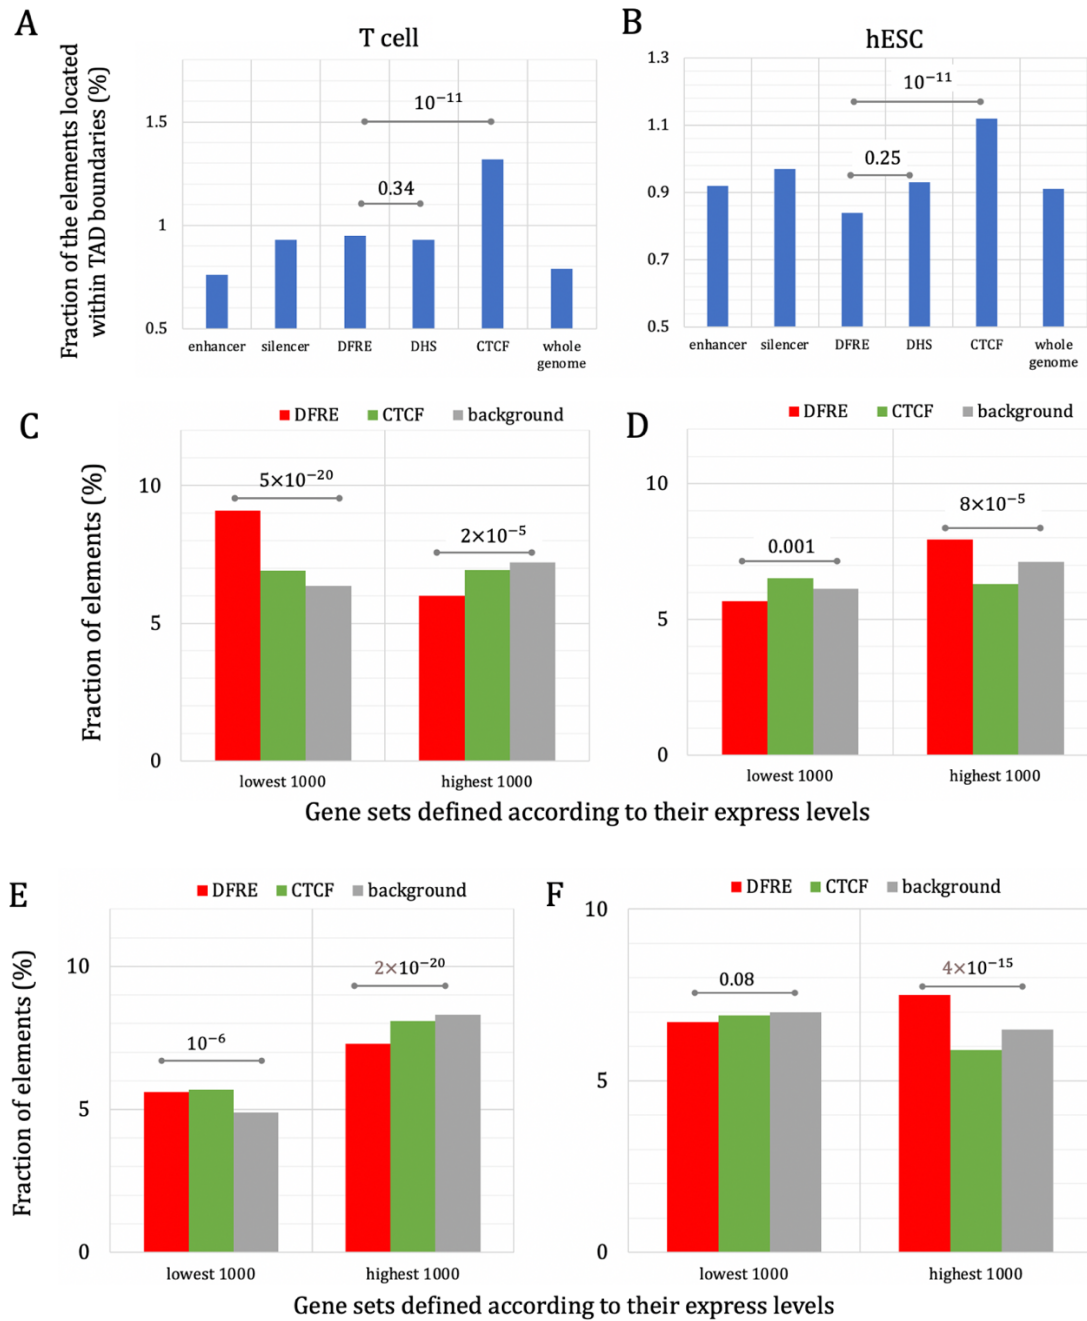 A
T cell
Fraction of the elements located
within TAD boundaries (%)
1.5
1
0.5
10⁻¹¹
0.34
enhancer silencer DFRE DHS CTCF whole
genome
B
hESC
1.3
1.1
0.9
0.7
0.5
10⁻¹¹
0.25
enhancer silencer DFRE DHS CTCF whole
genome
C
DFRE CTCF background
Fraction of elements (%)
10
5
0
5×10⁻²⁰
2×10⁻⁵
lowest 1000 highest 1000
D
DFRE CTCF background
10
5
0
0.001
8×10⁻⁵
lowest 1000 highest 1000
Gene sets defined according to their express levels
E
DFRE CTCF background
Fraction of elements (%)
10
5
0
10⁻⁶
2×10⁻²⁰
lowest 1000 highest 1000
F
DFRE CTCF background
10
5
0
0.08
4×10⁻¹⁵
lowest 1000 highest 1000
Gene sets defined according to their express levels